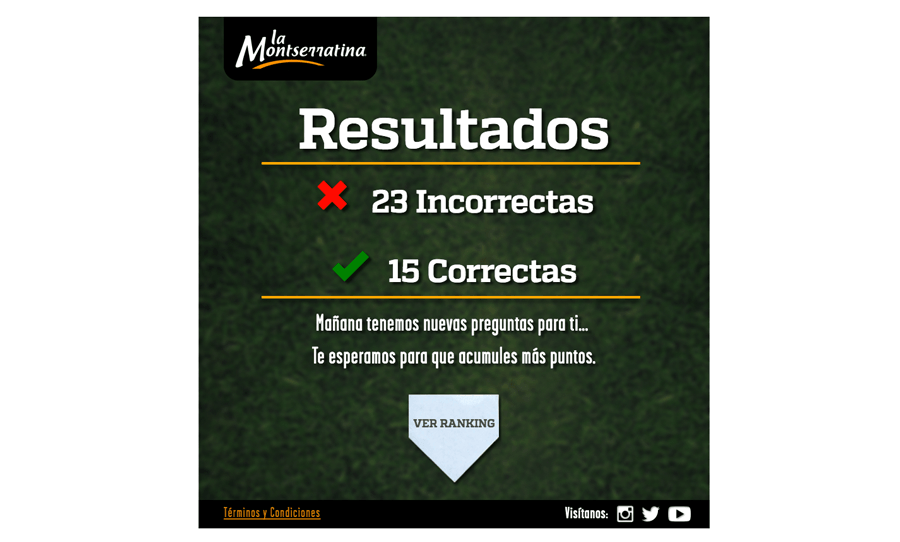 la
Montserratina
Resultados
23 Incorrectas
15 Correctas
Mañana tenemos nuevas preguntas para ti...
Te esperamos para que acumules más puntos.
VER RANKING
Términos y Condiciones
Visítanos: